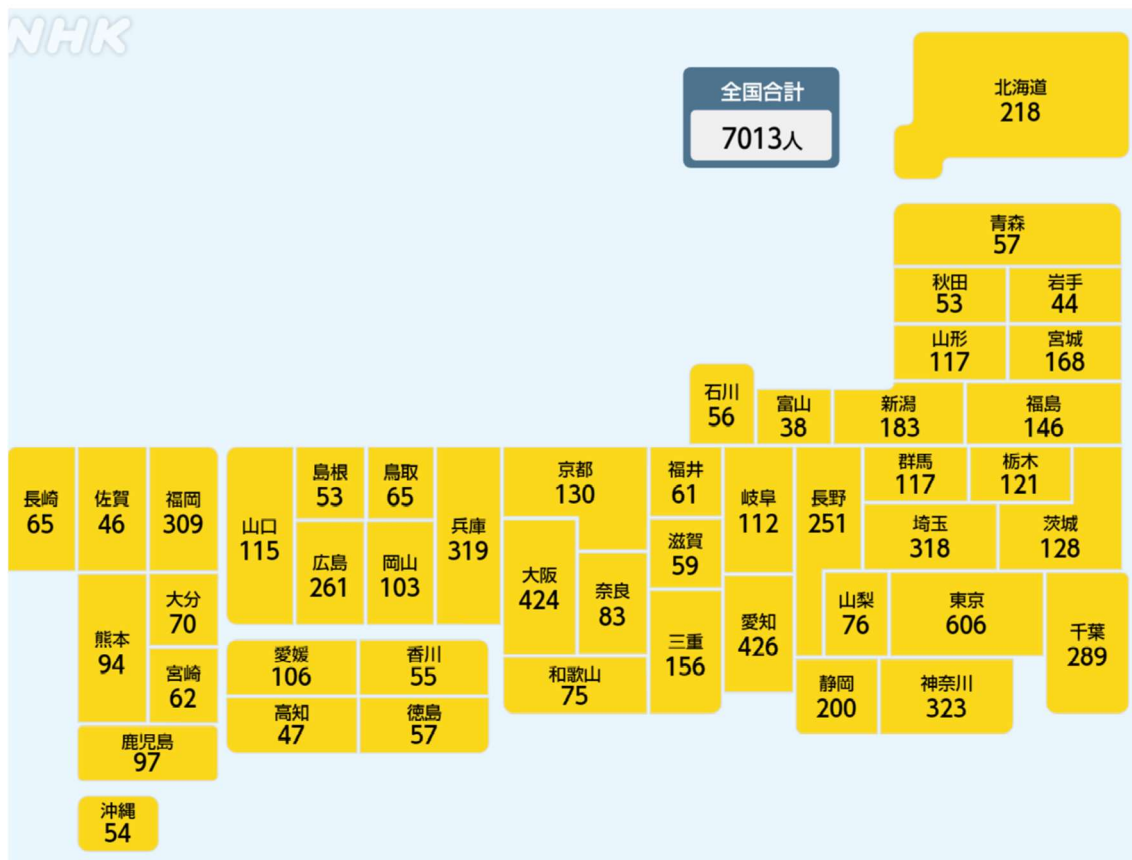 NHK
全国合計
7013人
北海道
218
青森
57
秋田
53
岩手
44
山形
117
宮城
168
石川
56
富山
38
新潟
183
福島
146
長崎
65
佐賀
46
福岡
309
山口
115
島根
53
鳥取
65
兵庫
319
京都
130
福井
61
岐阜
112
長野
251
群馬
117
栃木
121
広島
261
岡山
103
大阪
424
奈良
83
滋賀
59
埼玉
318
茨城
128
熊本
94
大分
70
宮崎
62
三重
156
愛知
426
山梨
76
東京
606
千葉
289
愛媛
106
香川
55
和歌山
75
静岡
200
神奈川
323
高知
47
徳島
57
鹿児島
97
沖縄
54